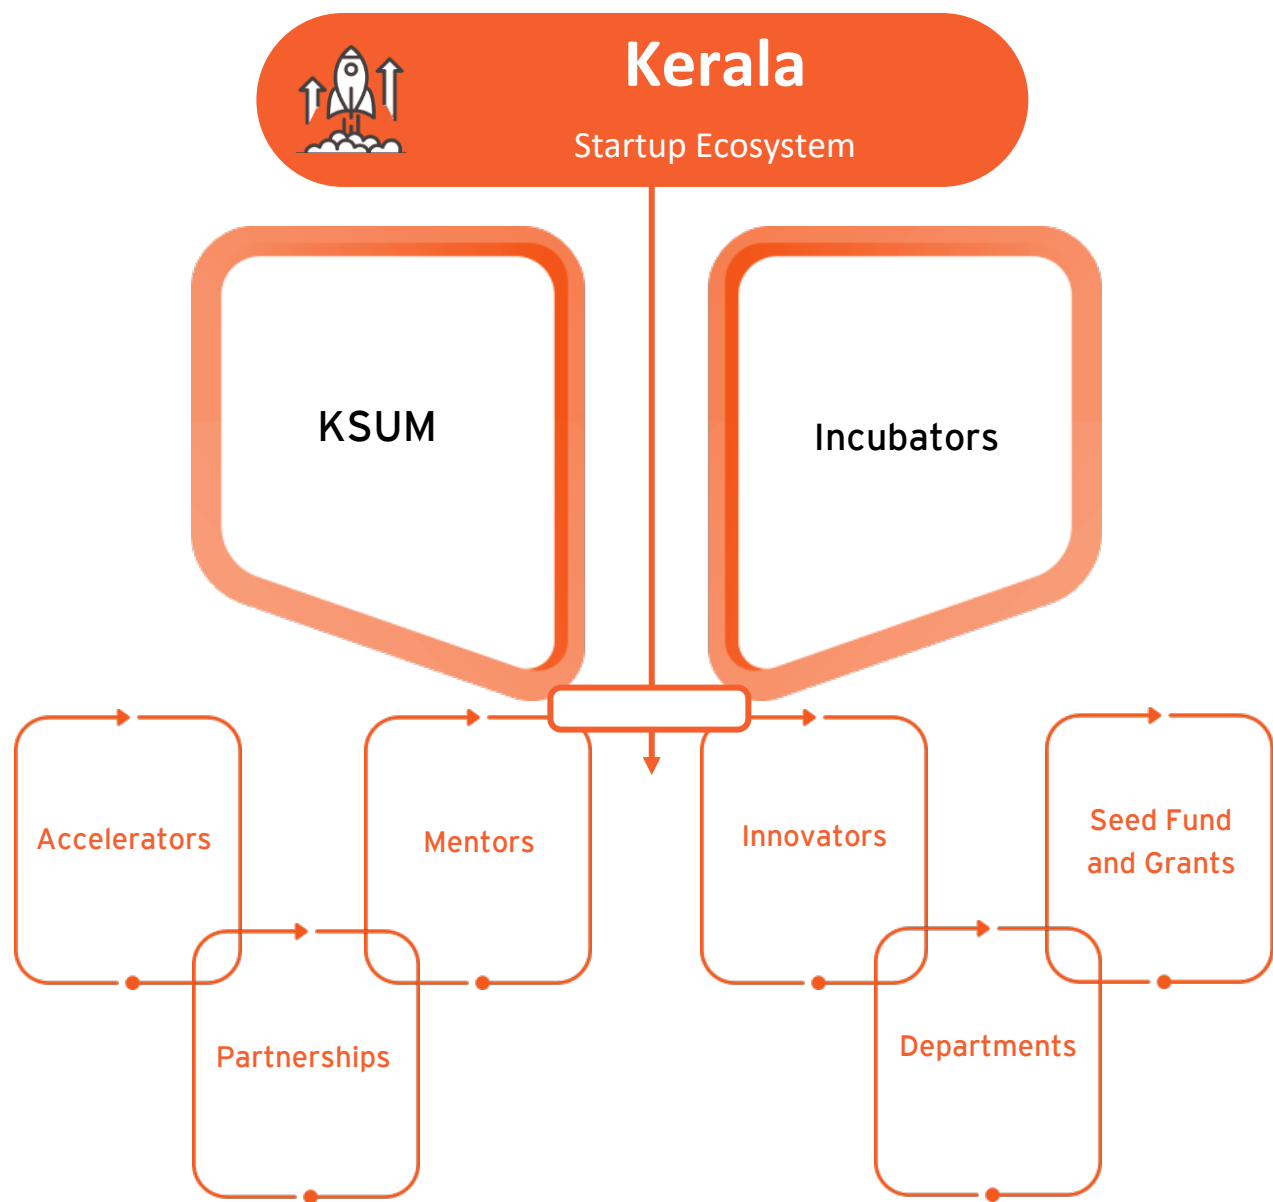 Kerala
Startup Ecosystem
KSUM
Incubators
Accelerators
Mentors
Innovators
Seed Fund
and Grants
Partnerships
Departments